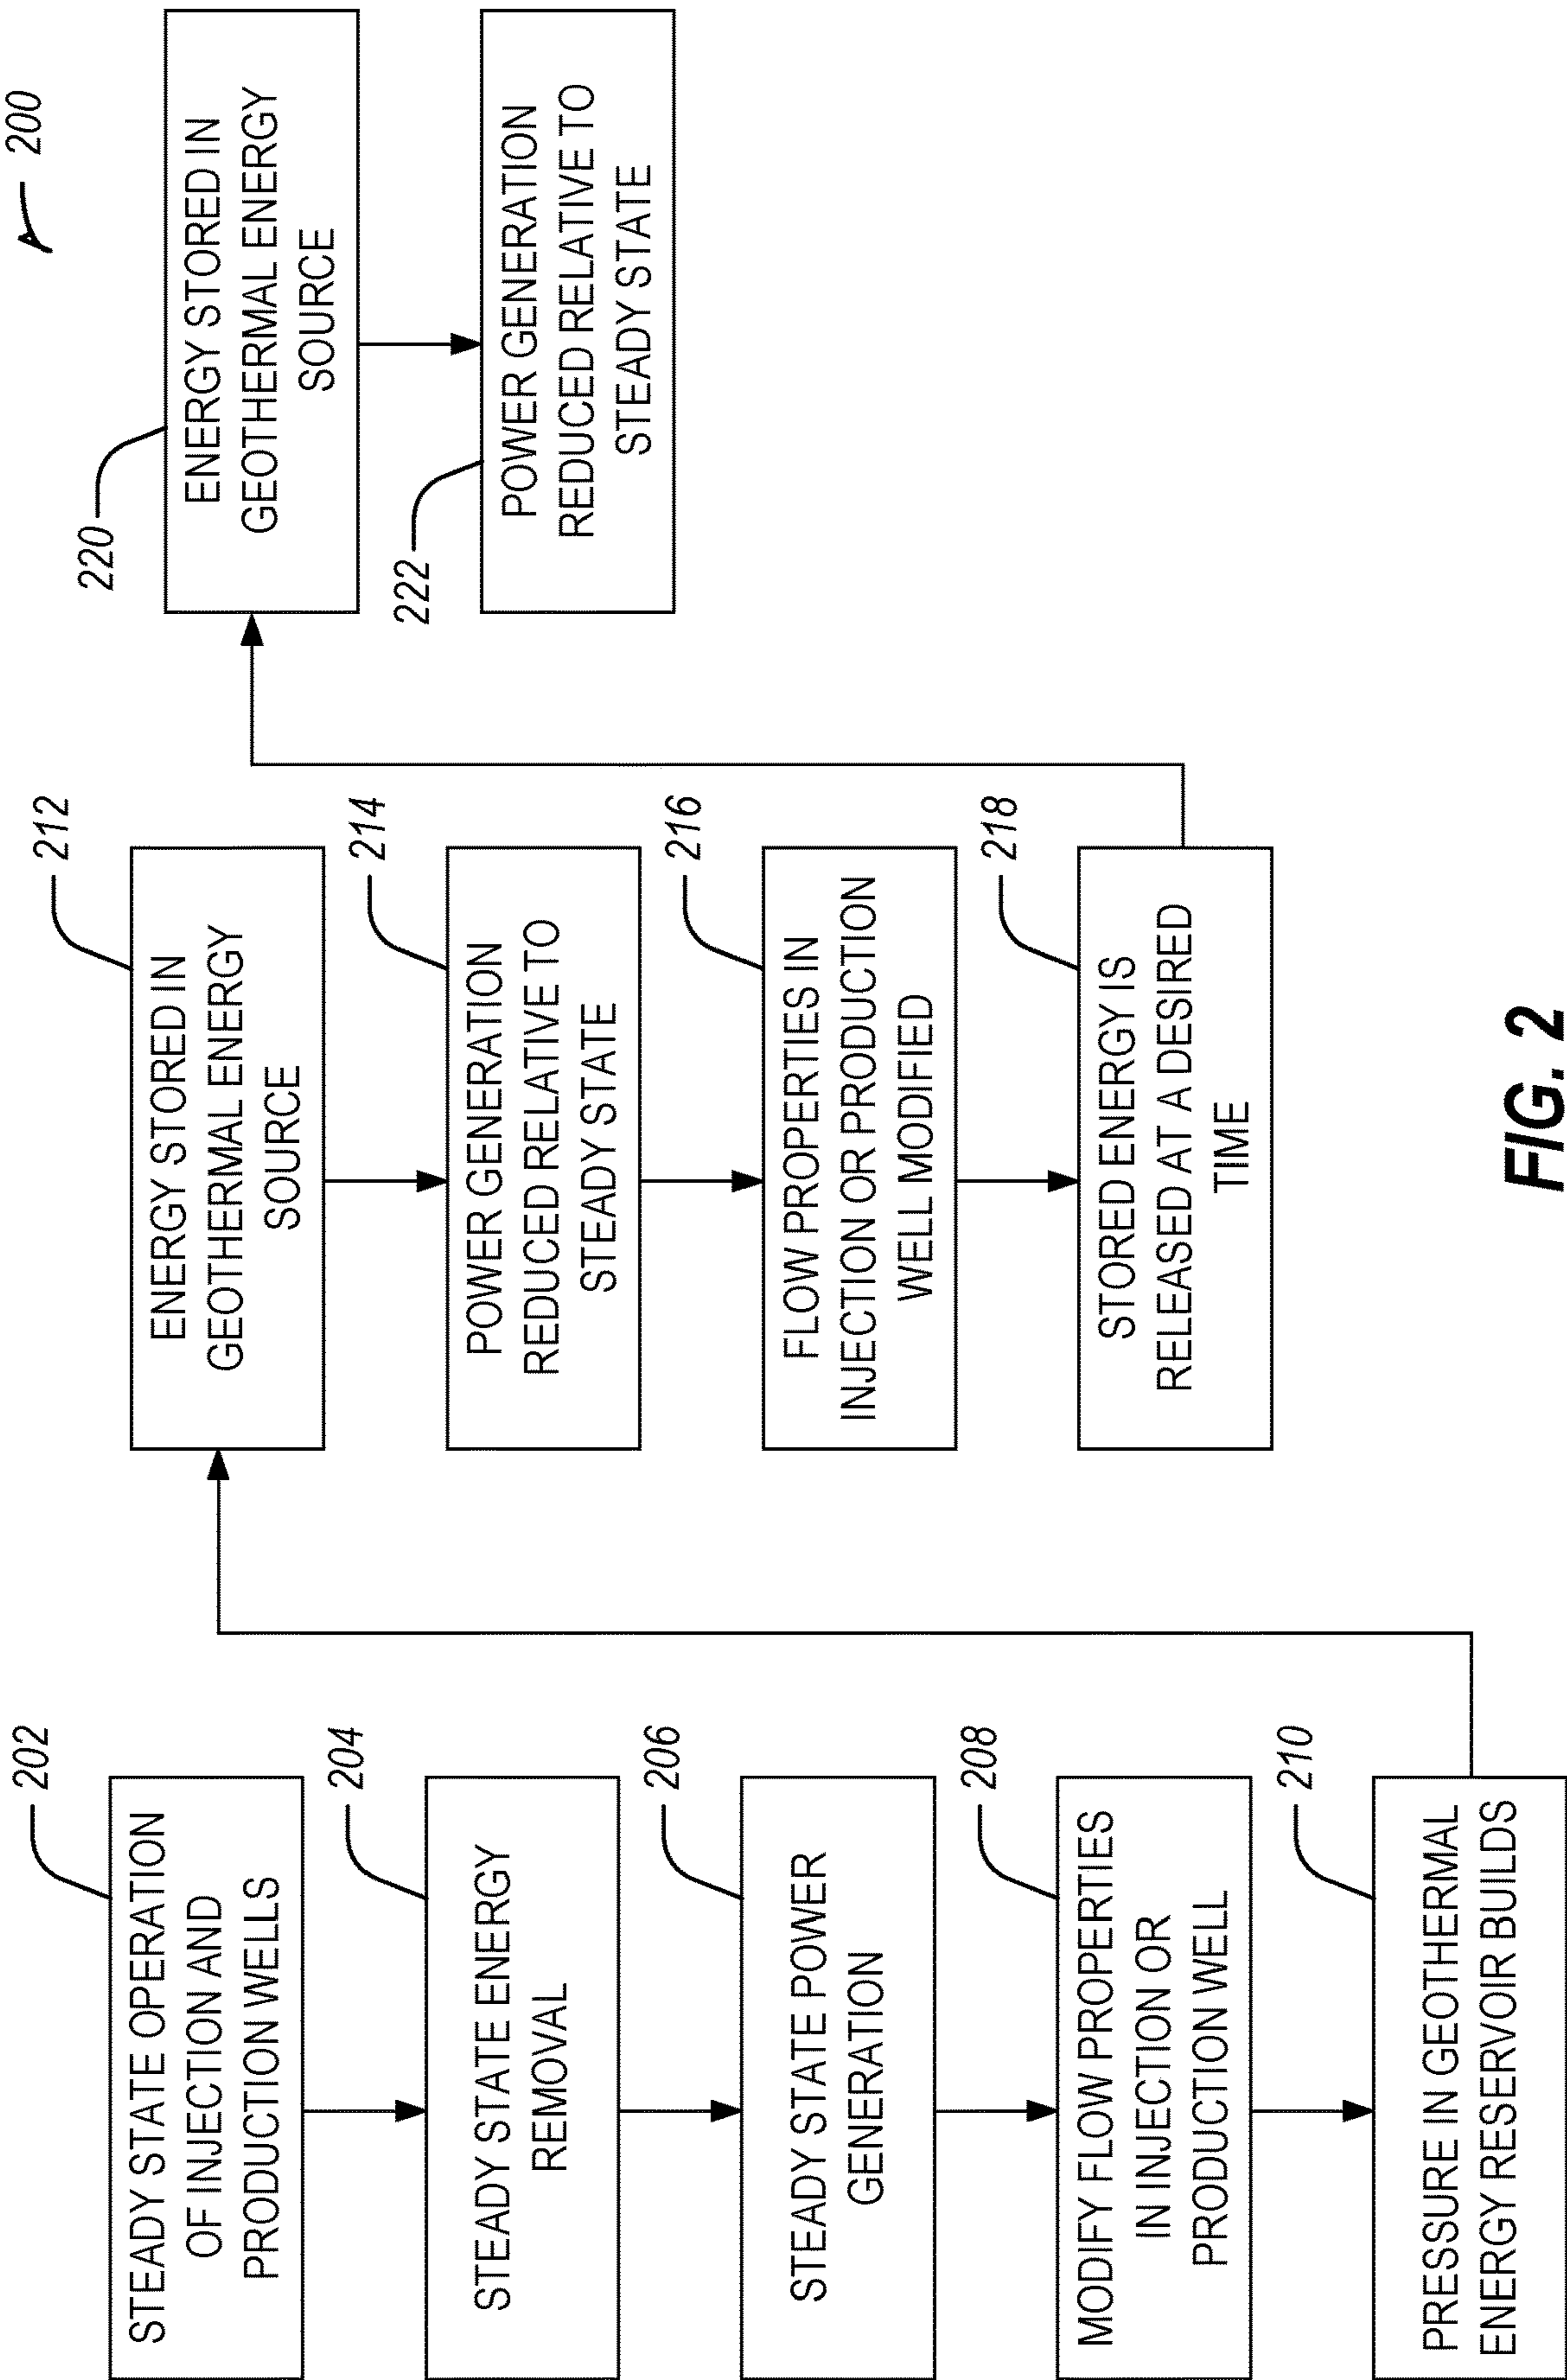 200
202
STEADY STATE OPERATION
OF INJECTION AND
PRODUCTION WELLS
204
STEADY STATE ENERGY
REMOVAL
206
STEADY STATE POWER
GENERATION
208
MODIFY FLOW PROPERTIES
IN INJECTION OR
PRODUCTION WELL
210
PRESSURE IN GEOTHERMAL
ENERGY RESERVOIR BUILDS
212
ENERGY STORED IN
GEOTHERMAL ENERGY
SOURCE
214
POWER GENERATION
REDUCED RELATIVE TO
STEADY STATE
216
FLOW PROPERTIES IN
INJECTION OR PRODUCTION
WELL MODIFIED
218
STORED ENERGY IS
RELEASED AT A DESIRED
TIME
220
ENERGY STORED IN
GEOTHERMAL ENERGY
SOURCE
222
POWER GENERATION
REDUCED RELATIVE TO
STEADY STATE
FIG. 2